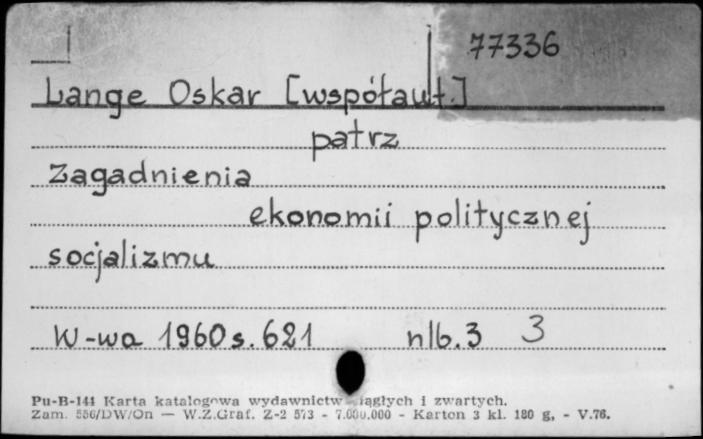 77336
Lange Oskar [współaut.]
patrz
Zagadnienia
ekonomii politycznej
socjalizmu
W-wa 1960 s. 621 nlb. 3 3
Pu-B-144 Karta katalogowa wydawnictw ciągłych i zwartych.
Zam. 556/DW/On — W.Z.Graf. Z-2 573 - 7.000.000 - Karton 3 kl. 180 g, - V.76.